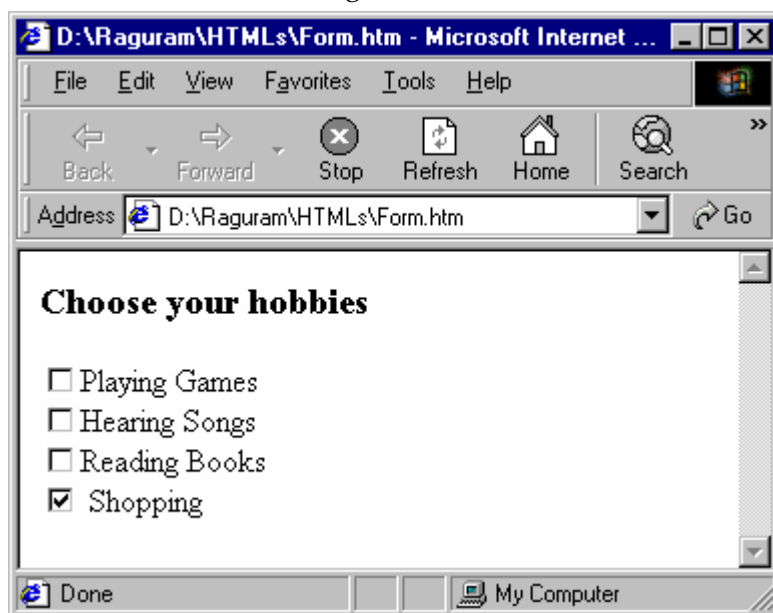 D:\Raguram\HTMLs\Form.htm - Microsoft Internet ...
File Edit View Favorites Tools Help
Back Forward Stop Refresh Home Search »
Address D:\Raguram\HTMLs\Form.htm Go
Choose your hobbies
Playing Games
Hearing Songs
Reading Books
Shopping
Done My Computer